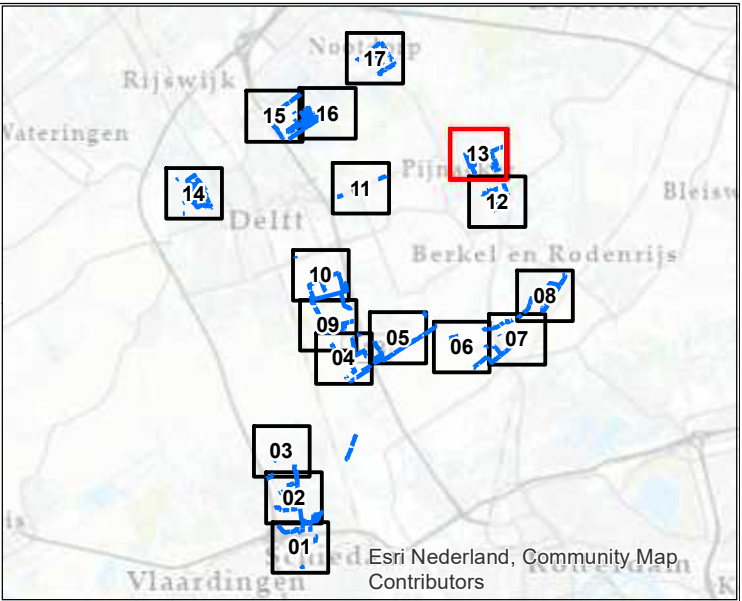 Nootdorp
17
Rijswijk
15
16
Wateringen
13
Pijnacker
14
11
12
Bleisw
Delft
Berkel en Rodenrijs
10
08
09
05
04
06
07
03
02
is
01
Schiedam
Esri Nederland, Community Map
Contributors
Rotterdam
Vlaardingen
K